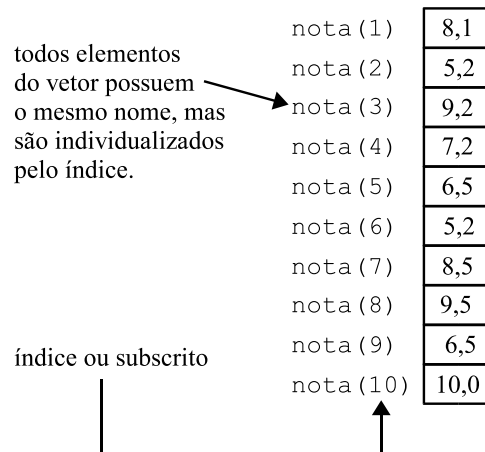 todos elementos
do vetor possuem
o mesmo nome, mas
são individualizados
pelo índice.
nota(1) 8,1
nota(2) 5,2
nota(3) 9,2
nota(4) 7,2
nota(5) 6,5
nota(6) 5,2
nota(7) 8,5
nota(8) 9,5
nota(9) 6,5
nota(10) 10,0
índice ou subscrito